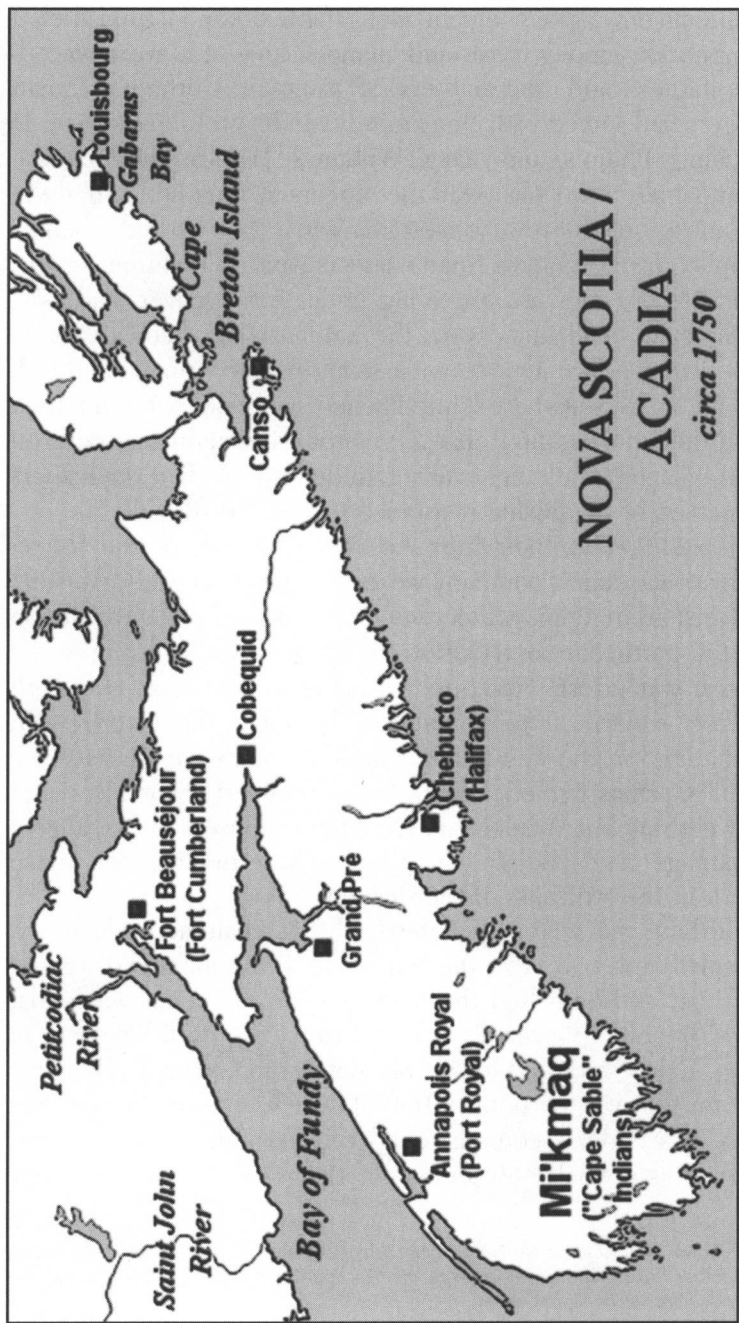 NOVA SCOTIA /
ACADIA
circa 1750
Saint John
River
Petitcodiac
River
Fort Beauséjour
(Fort Cumberland)
Bay of Fundy
Cobequid
Grand Pré
Annapolis Royal
(Port Royal)
Mi'kmaq
("Cape Sable"
Indians)
Chebucto
(Halifax)
Canso
Cape
Breton Island
Louisbourg
Gabarus
Bay